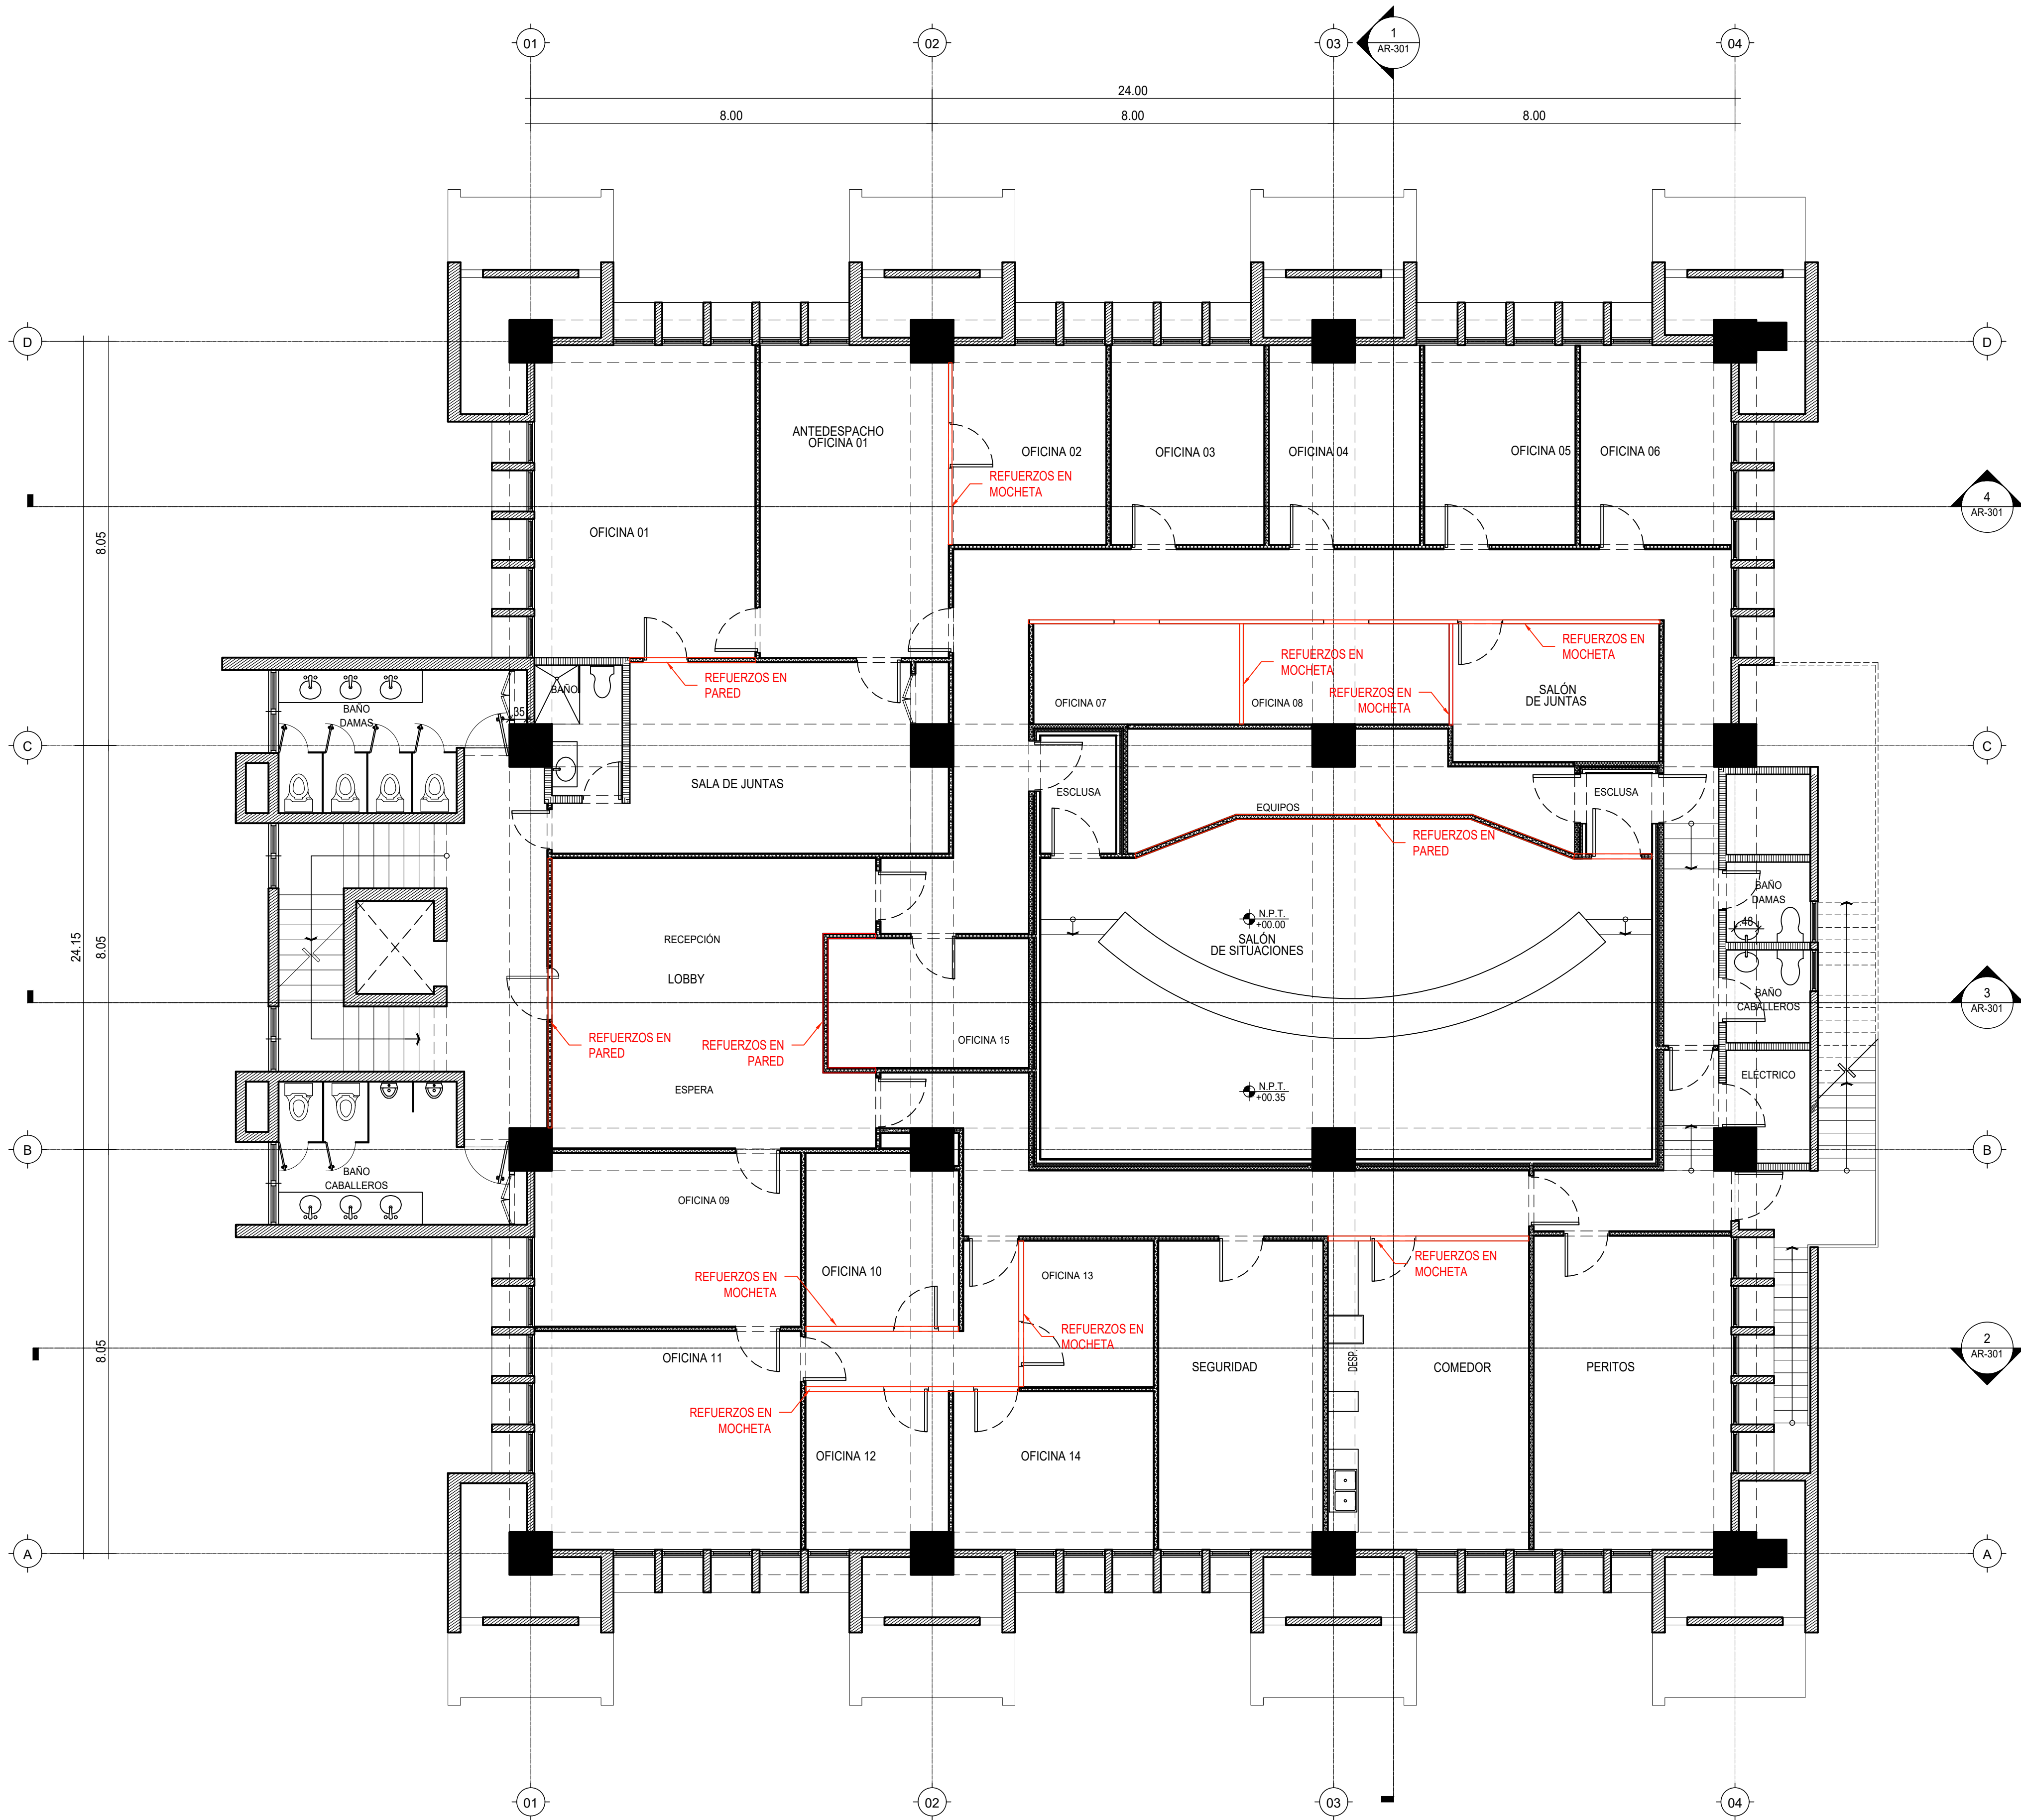 01
02
03
04
1
AR-301
24.00
8.00
8.00
8.00
D
D
ANTEDESPACHO
OFICINA 01
OFICINA 02
OFICINA 03
OFICINA 04
OFICINA 05
OFICINA 06
REFUERZOS EN
MOCHETA
4
AR-301
OFICINA 01
8.05
REFUERZOS EN
MOCHETA
REFUERZOS EN
MOCHETA
REFUERZOS EN
PARED
BAÑO
REFUERZOS EN
MOCHETA
SALÓN
DE JUNTAS
OFICINA 07
OFICINA 08
BAÑO
DAMAS
.35
C
C
SALA DE JUNTAS
ESCLUSA
ESCLUSA
EQUIPOS
REFUERZOS EN
PARED
BAÑO
DAMAS
.48
N.P.T.
+00.00
SALÓN
DE SITUACIONES
RECEPCIÓN
LOBBY
24.15
8.05
BAÑO
CABALLEROS
3
AR-301
REFUERZOS EN
PARED
REFUERZOS EN
PARED
OFICINA 15
ELÉCTRICO
ESPERA
N.P.T.
+00.35
B
B
BAÑO
CABALLEROS
OFICINA 09
OFICINA 10
OFICINA 13
REFUERZOS EN
MOCHETA
REFUERZOS EN
MOCHETA
REFUERZOS EN
MOCHETA
8.05
OFICINA 11
SEGURIDAD
DESP.
COMEDOR
PERITOS
2
AR-301
REFUERZOS EN
MOCHETA
OFICINA 12
OFICINA 14
A
A
01
02
03
04